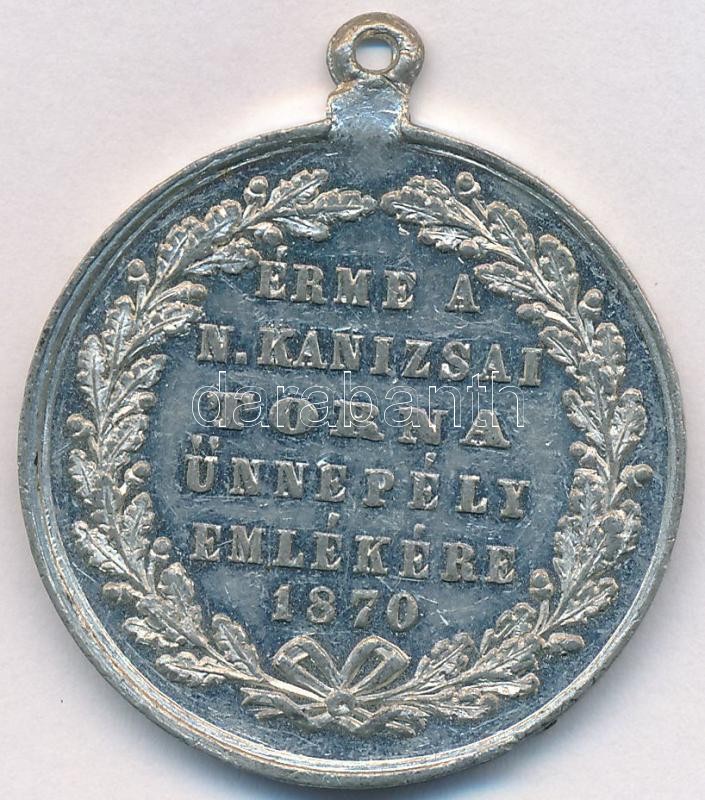 ÉRME A
N. KANIZSAI
darabanth
TORNA
ÜNNEPÉLY
EMLÉKÉRE
1870